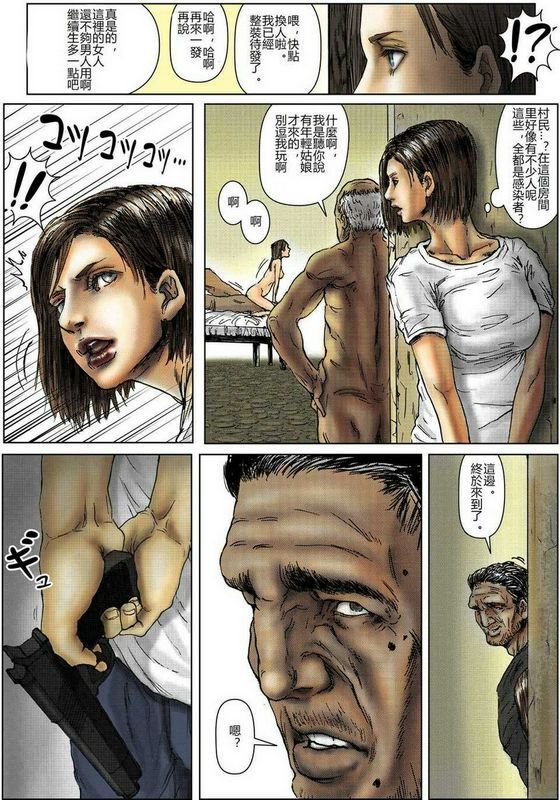 !?
喂，快點
換人啦。
我已經
整裝待發了。
哈啊，哈啊
再來一發
再說
真是的，
這裡的女人
還不夠男人用啊
繼續生多一點吧
村民…？在這個房間
里好像有不少人呢
這些，全都是感染者？
什麼啊，
我是聽你說
有年輕姑娘
才來的，
別逗我玩啊
啊
啊
コッコッコッ…
!!
這邊。
終於來到了。
嗯？
ギュ